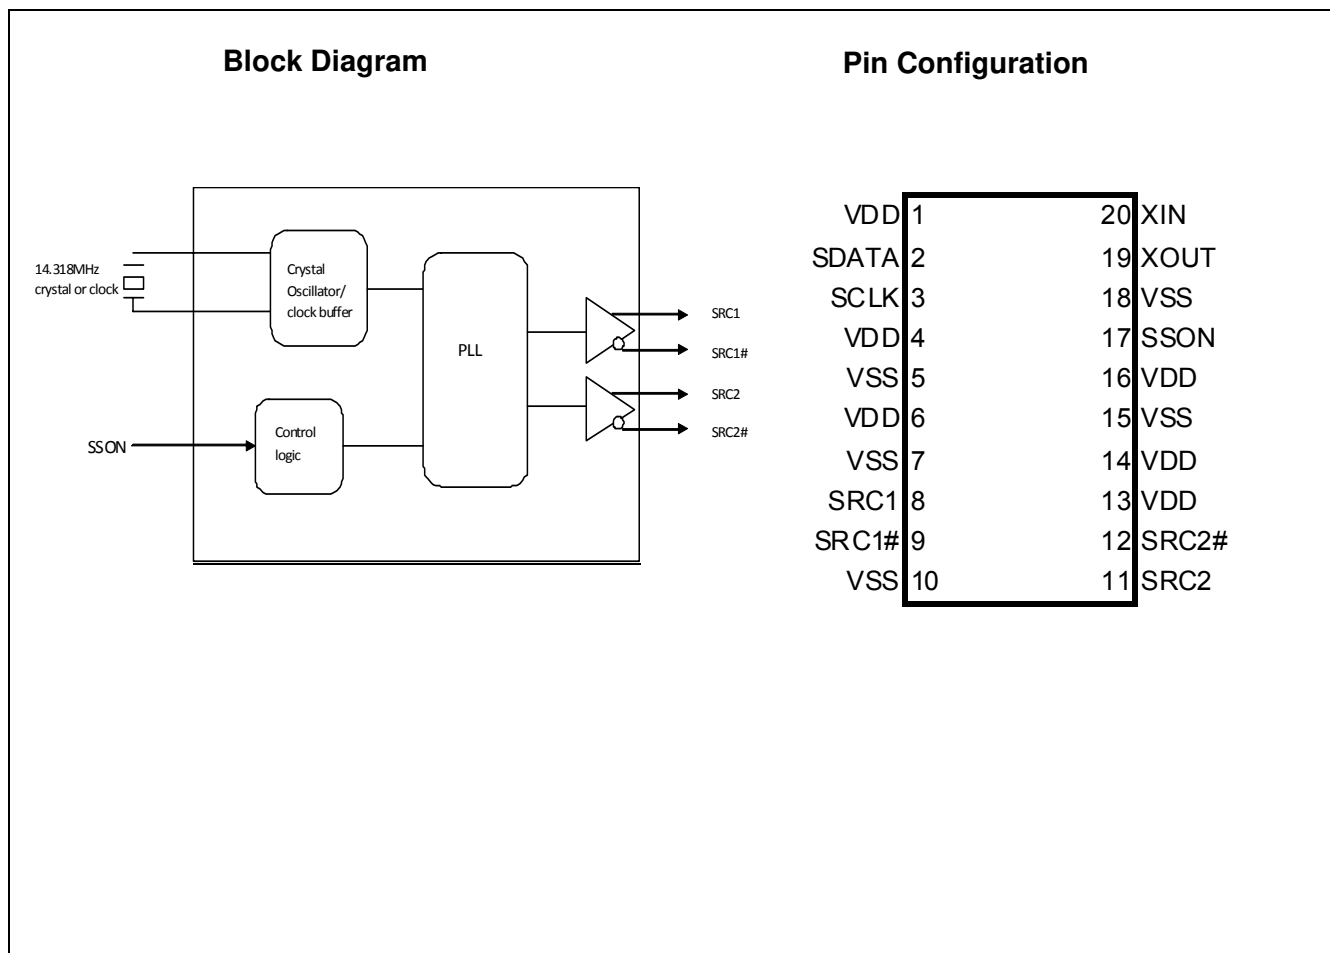 Block Diagram
Pin Configuration
14.318MHz
crystal or clock
Crystal
Oscillator/
clock buffer
PLL
SRC1
SRC1#
SRC2
SRC2#
SSON
Control
logic
VDD 1 20 XIN
SDATA 2 19 XOUT
SCLK 3 18 VSS
VDD 4 17 SSON
VSS 5 16 VDD
VDD 6 15 VSS
VSS 7 14 VDD
SRC1 8 13 VDD
SRC1# 9 12 SRC2#
VSS 10 11 SRC2